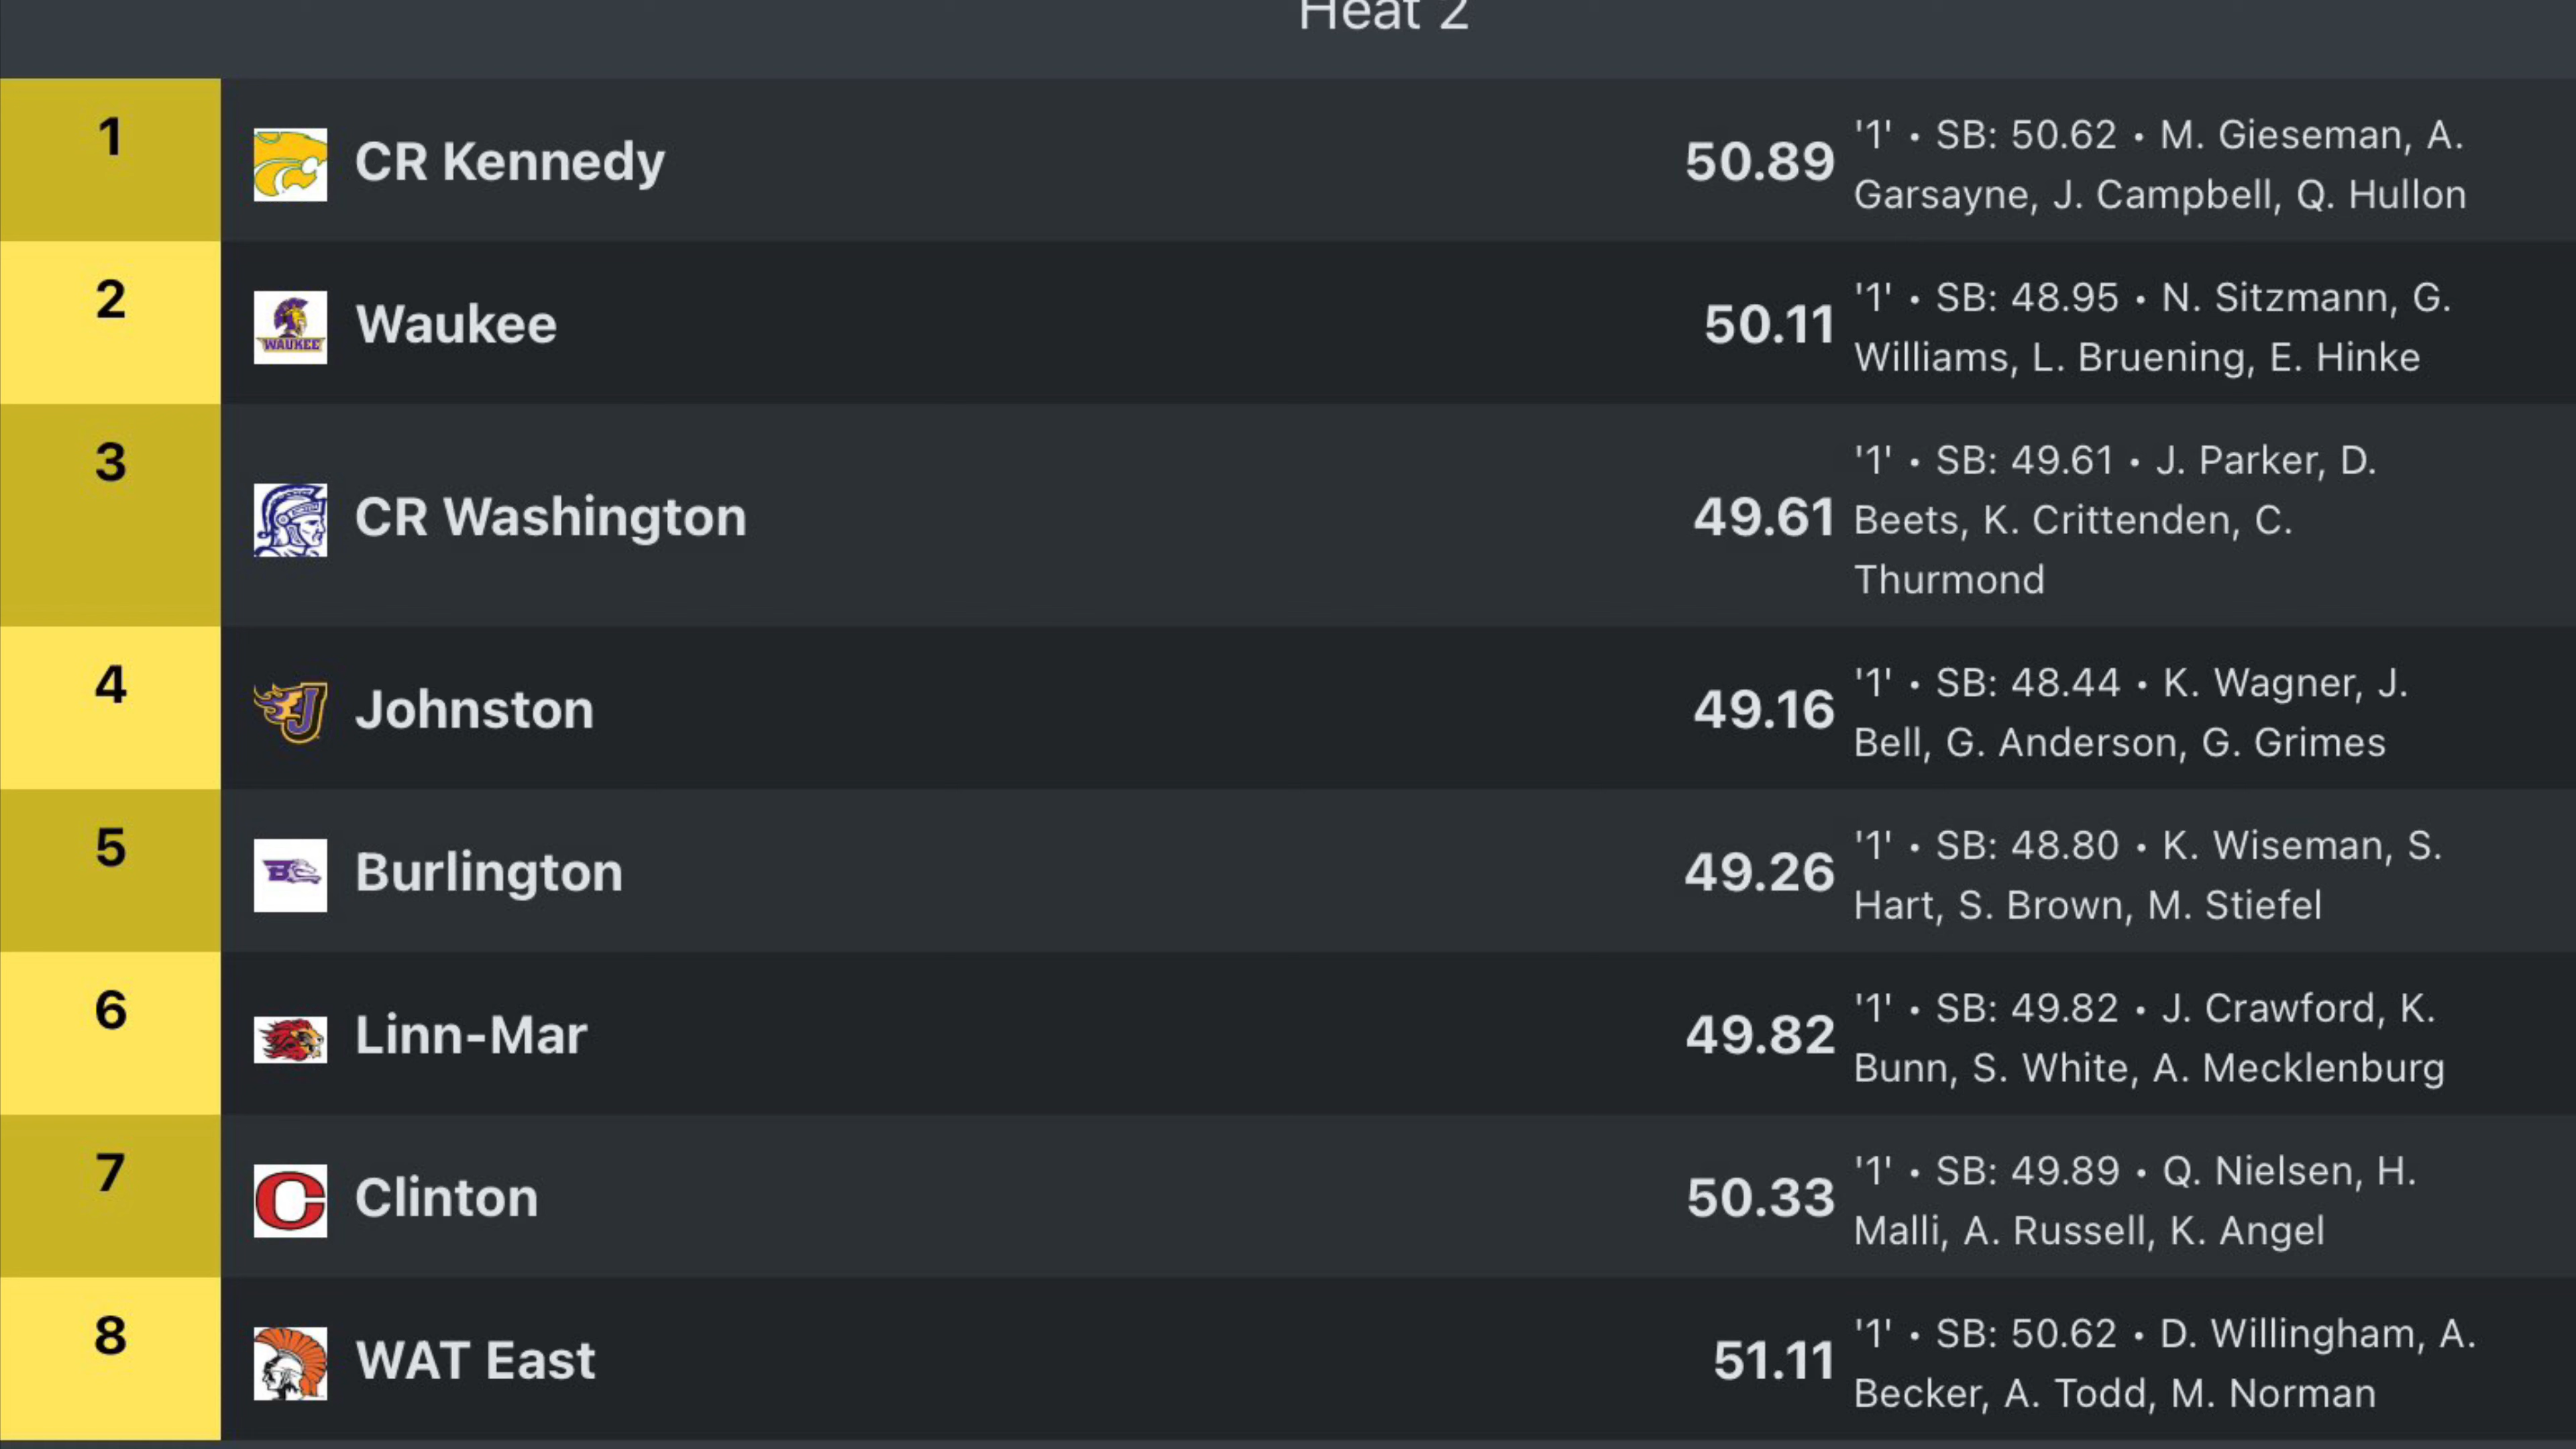 Heat 2
1
CR Kennedy
50.89
'1' • SB: 50.62 • M. Gieseman, A.
Garsayne, J. Campbell, Q. Hullon
2
WAUKEE
Waukee
50.11
'1' • SB: 48.95 • N. Sitzmann, G.
Williams, L. Bruening, E. Hinke
3
CR Washington
49.61
'1' • SB: 49.61 • J. Parker, D.
Beets, K. Crittenden, C.
Thurmond
4
J
Johnston
49.16
'1' • SB: 48.44 • K. Wagner, J.
Bell, G. Anderson, G. Grimes
5
B
Burlington
49.26
'1' • SB: 48.80 • K. Wiseman, S.
Hart, S. Brown, M. Stiefel
6
Linn-Mar
49.82
'1' • SB: 49.82 • J. Crawford, K.
Bunn, S. White, A. Mecklenburg
7
C
Clinton
50.33
'1' • SB: 49.89 • Q. Nielsen, H.
Malli, A. Russell, K. Angel
8
WAT East
51.11
'1' • SB: 50.62 • D. Willingham, A.
Becker, A. Todd, M. Norman